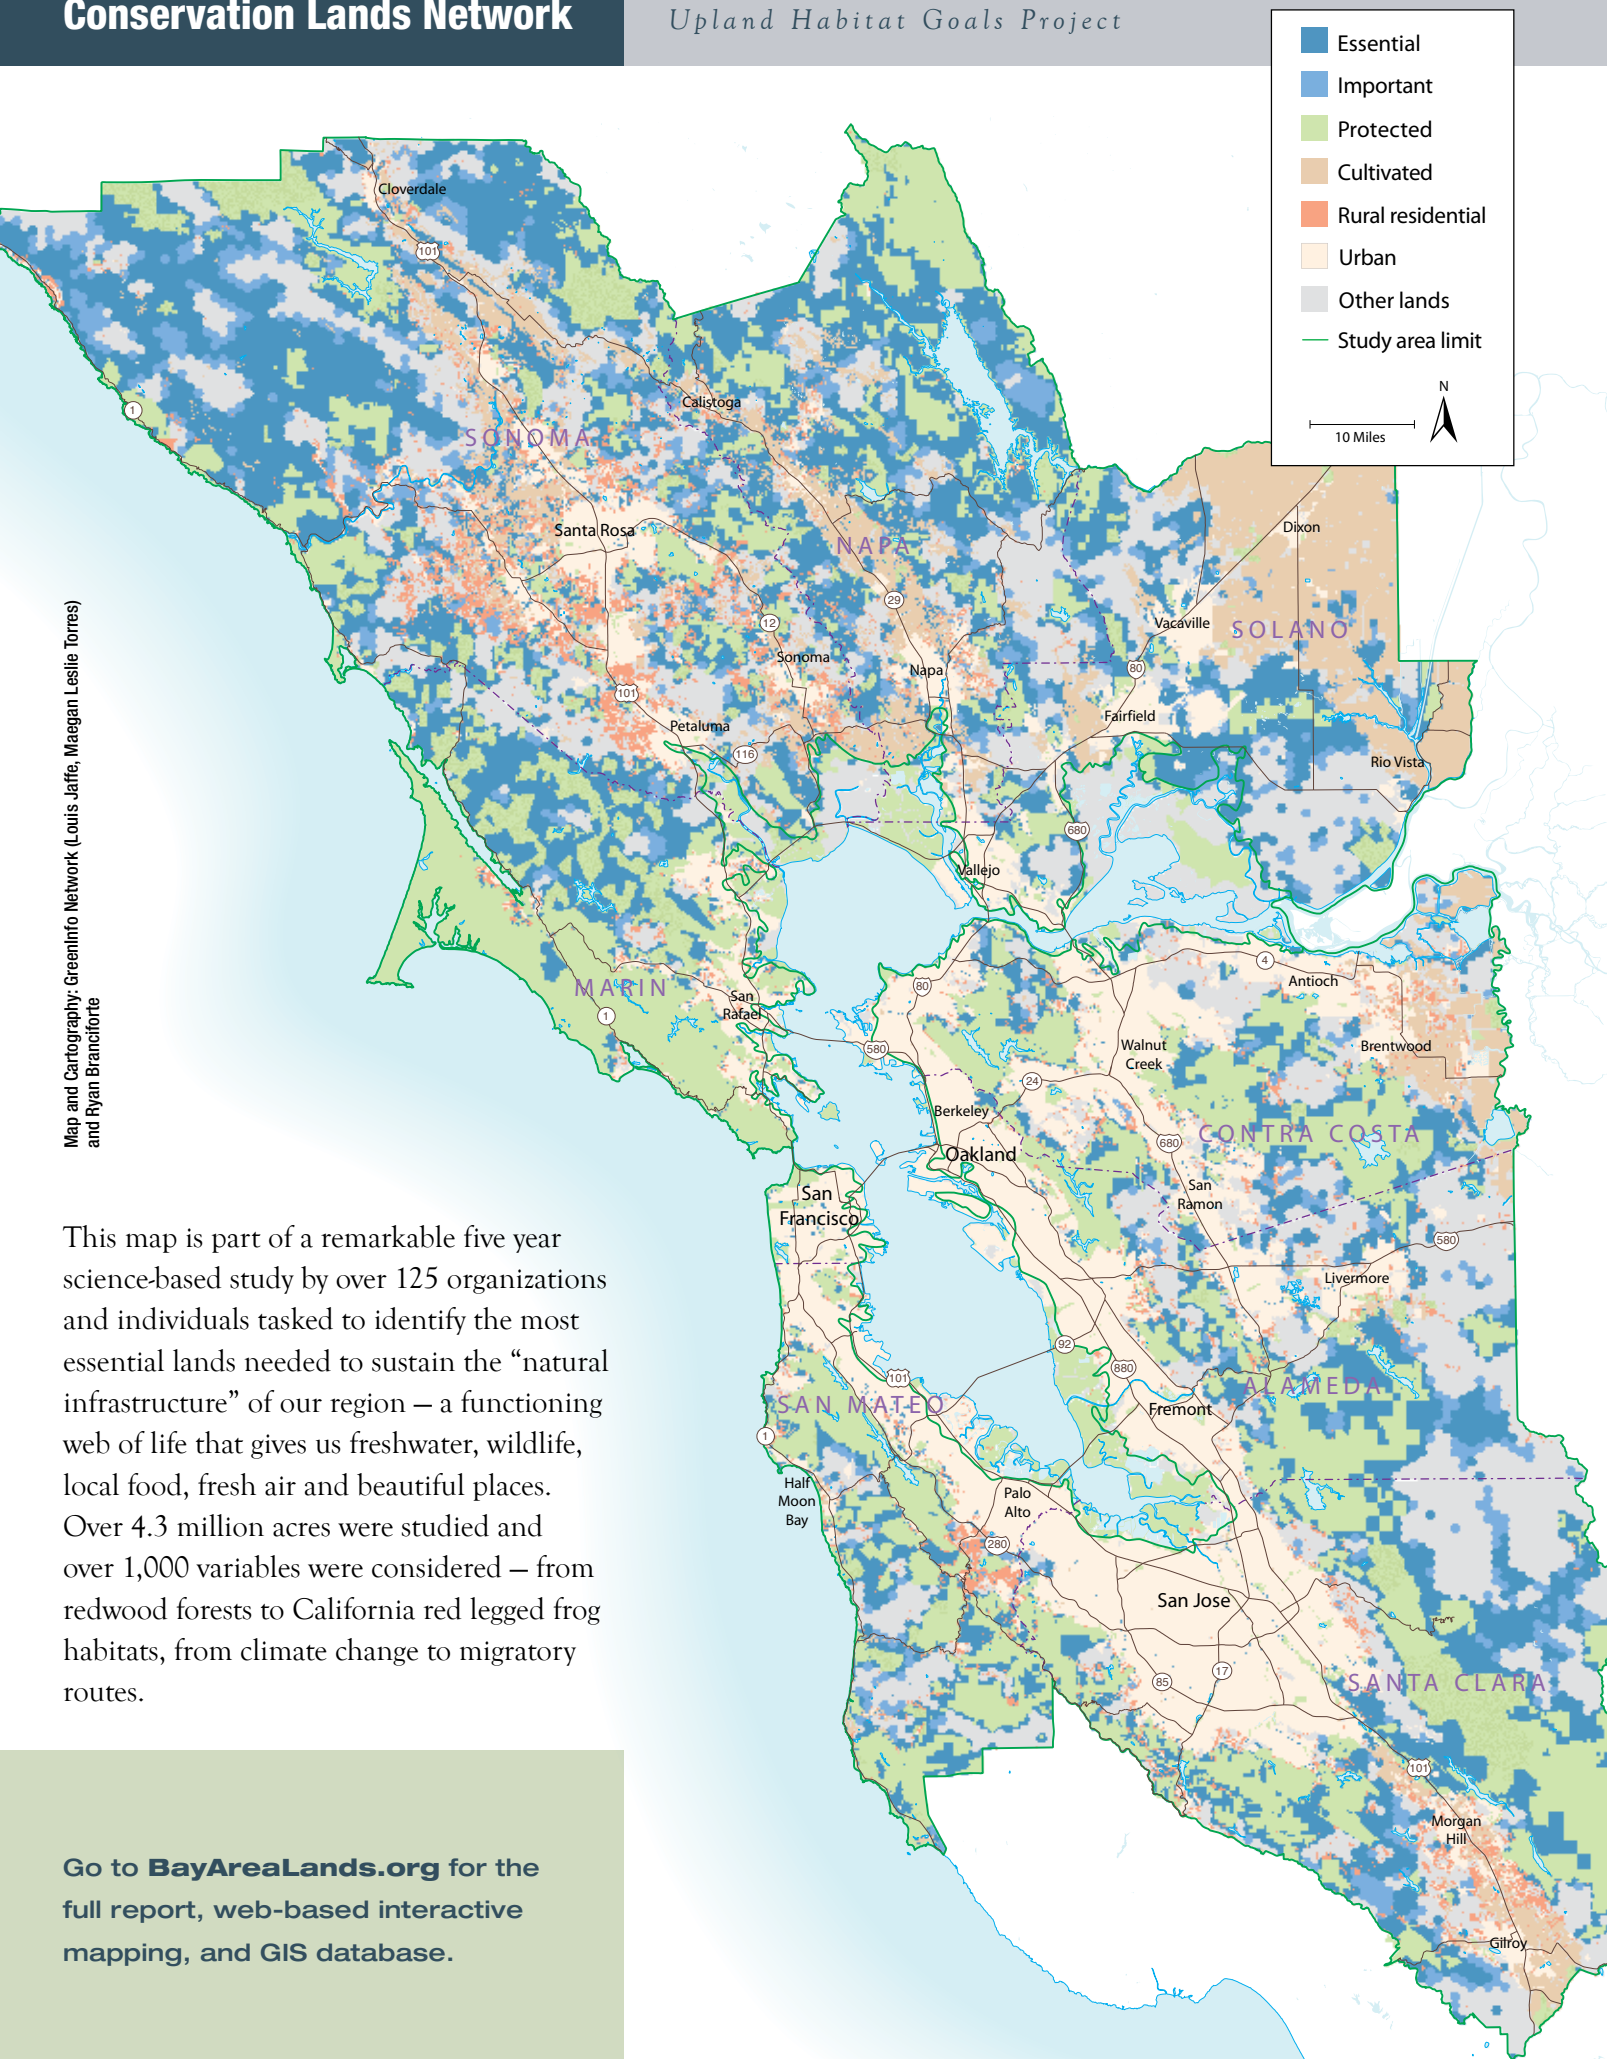 Conservation Lands Network
Upland Habitat Goals Project
Essential
Important
Protected
Cultivated
Rural residential
Urban
Other lands
Study area limit
N
10 Miles
Cloverdale
101
1
Calistoga
SONOMA
Santa Rosa
NAPA
Dixon
29
12
Vacaville
SOLANO
Sonoma
Napa
80
101
Petaluma
116
Fairfield
Rio Vista
680
Vallejo
MARIN
San
Rafael
1
80
4
Antioch
580
Walnut
Creek
Brentwood
24
Berkeley
680
CONTRA COSTA
Oakland
San
Francisco
San
Ramon
580
Livermore
92
880
101
ALAMEDA
SAN MATEO
Fremont
1
Half
Moon
Bay
Palo
Alto
280
San Jose
85
17
SANTA CLARA
101
Morgan
Hill
Gilroy
Map and Cartography: GreenInfo Network (Louis Jaffe, Maegan Leslie Torres)
and Ryan Branciforte
This map is part of a remarkable five year
science-based study by over 125 organizations
and individuals tasked to identify the most
essential lands needed to sustain the “natural
infrastructure” of our region – a functioning
web of life that gives us freshwater, wildlife,
local food, fresh air and beautiful places.
Over 4.3 million acres were studied and
over 1,000 variables were considered – from
redwood forests to California red legged frog
habitats, from climate change to migratory
routes.
Go to BayAreaLands.org for the
full report, web-based interactive
mapping, and GIS database.